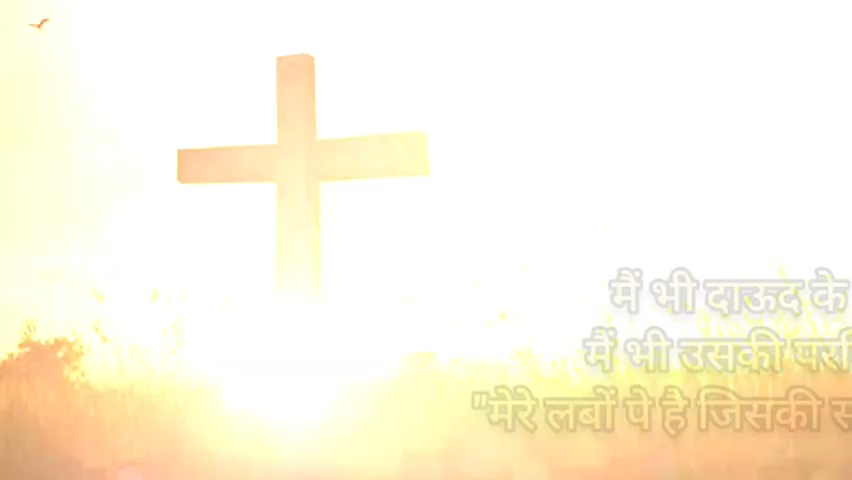 मैं भी दाऊद के
मैं भी उसकी
"मेरे लबों पे है जिसकी